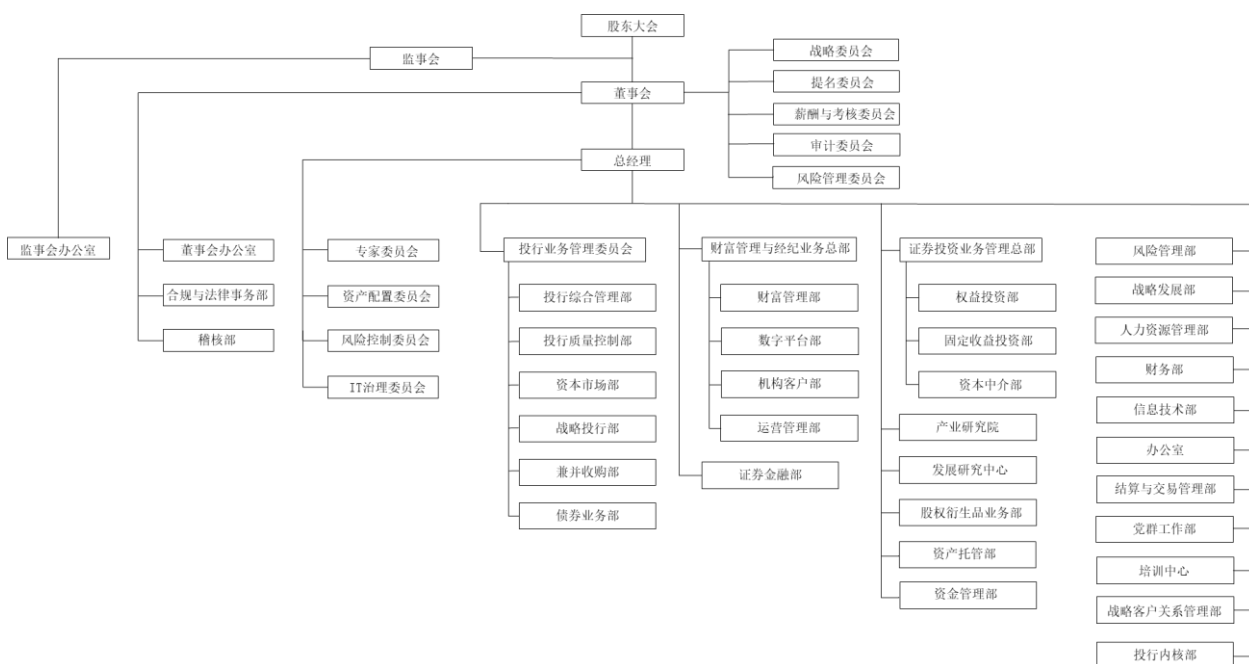 股东大会
监事会
战略委员会
提名委员会
董事会
薪酬与考核委员会
审计委员会
总经理
风险管理委员会
监事会办公室
董事会办公室
合规与法律事务部
稽核部
专家委员会
资产配置委员会
风险控制委员会
IT治理委员会
投行业务管理委员会
投行综合管理部
投行质量控制部
资本市场部
战略投行部
兼并收购部
债券业务部
财富管理与经纪业务总部
财富管理部
数字平台部
机构客户部
运营管理部
证券金融部
证券投资业务管理总部
权益投资部
固定收益投资部
资本中介部
产业研究院
发展研究中心
股权衍生品业务部
资产托管部
资金管理部
风险管理部
战略发展部
人力资源管理部
财务部
信息技术部
办公室
结算与交易管理部
党群工作部
培训中心
战略客户关系管理部
投行内核部